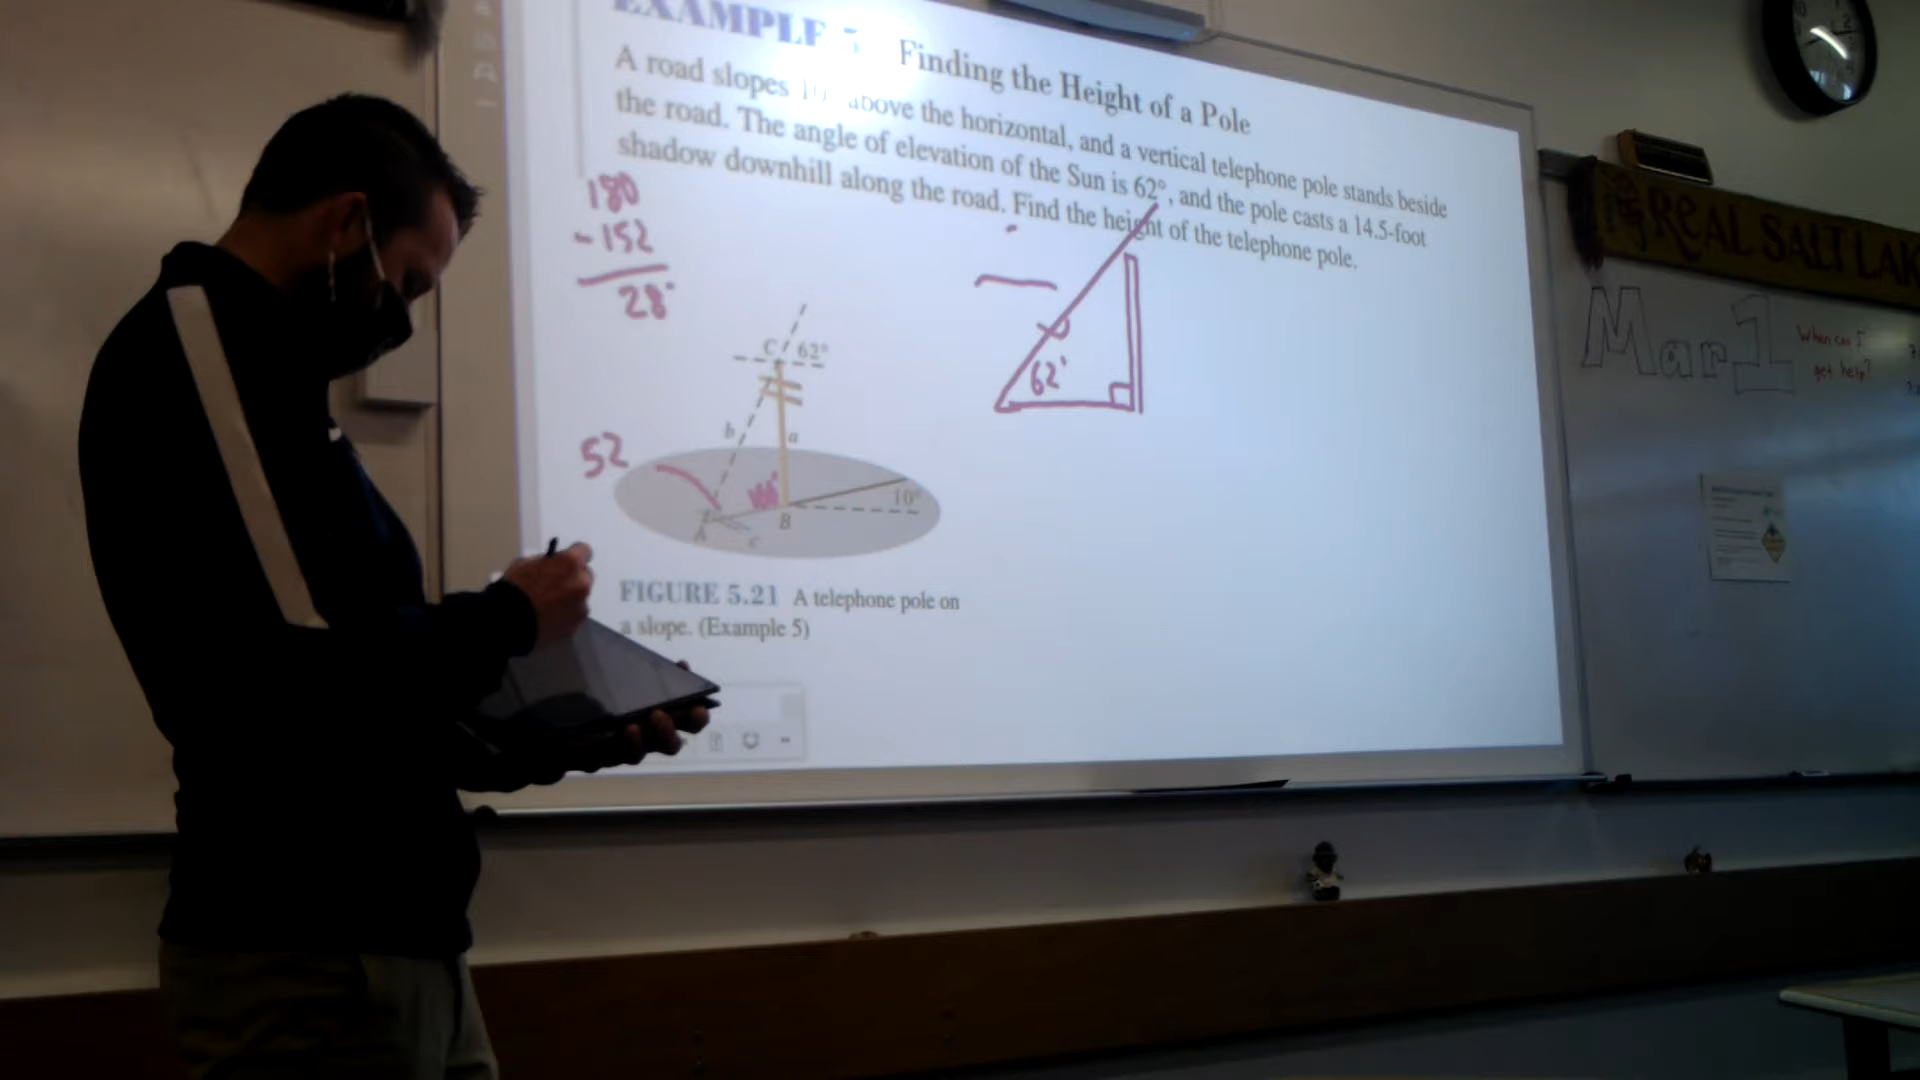 EXAMPLE 5 Finding the Height of a Pole
A road slopes 10° above the horizontal, and a vertical telephone pole stands beside
the road. The angle of elevation of the Sun is 62°, and the pole casts a 14.5-foot
shadow downhill along the road. Find the height of the telephone pole.
180
- 152
28°
62°
C 62°
b
a
52
100°
10°
A
c
B
FIGURE 5.21 A telephone pole on
a slope. (Example 5)
REAL SALT LAK
Mar 1
When can I
get help?